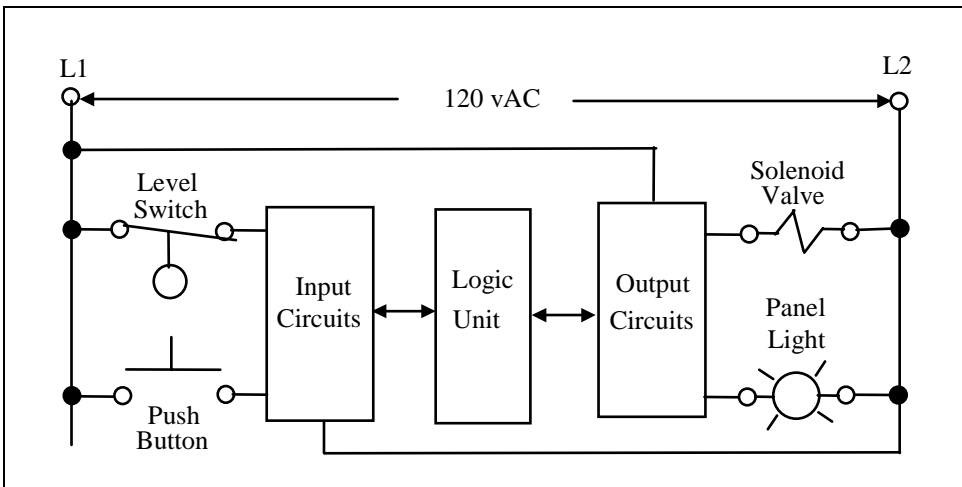 L1
L2
120 vAC
Level
Switch
Solenoid
Valve
Input
Circuits
Logic
Unit
Output
Circuits
Panel
Light
Push
Button